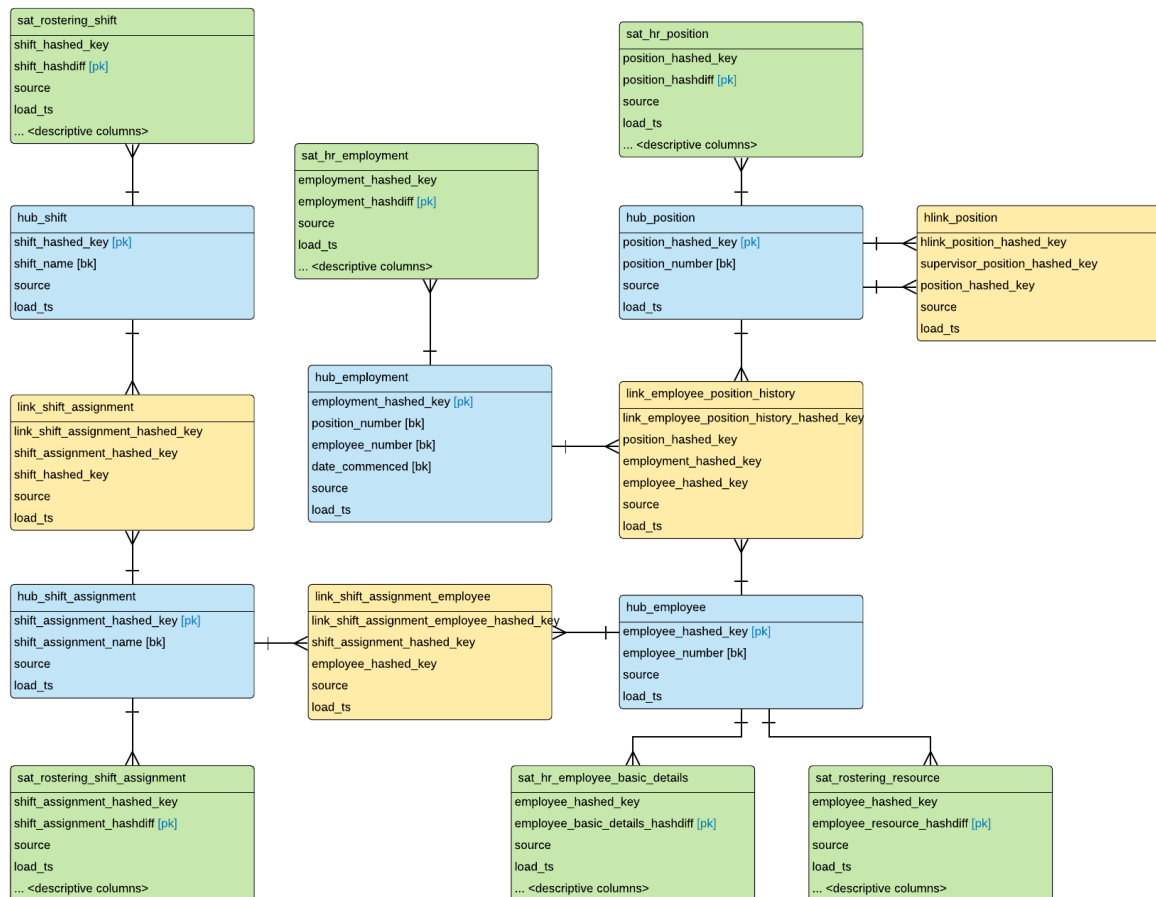 sat_rostering_shift
shift_hashed_key
shift_hashdiff [pk]
source
load_ts
... <descriptive columns>
sat_hr_position
position_hashed_key
position_hashdiff [pk]
source
load_ts
... <descriptive columns>
sat_hr_employment
employment_hashed_key
employment_hashdiff [pk]
source
load_ts
... <descriptive columns>
hub_shift
shift_hashed_key [pk]
shift_name [bk]
source
load_ts
hub_position
position_hashed_key [pk]
position_number [bk]
source
load_ts
hlink_position
hlink_position_hashed_key
supervisor_position_hashed_key
position_hashed_key
source
load_ts
hub_employment
employment_hashed_key [pk]
position_number [bk]
employee_number [bk]
date_commenced [bk]
source
load_ts
link_employee_position_history
link_employee_position_history_hashed_key
position_hashed_key
employment_hashed_key
employee_hashed_key
source
load_ts
link_shift_assignment
link_shift_assignment_hashed_key
shift_assignment_hashed_key
shift_hashed_key
source
load_ts
hub_shift_assignment
shift_assignment_hashed_key [pk]
shift_assignment_name [bk]
source
load_ts
link_shift_assignment_employee
link_shift_assignment_employee_hashed_key
shift_assignment_hashed_key
employee_hashed_key
source
load_ts
hub_employee
employee_hashed_key [pk]
employee_number [bk]
source
load_ts
sat_rostering_shift_assignment
shift_assignment_hashed_key
shift_assignment_hashdiff [pk]
source
load_ts
... <descriptive columns>
sat_hr_employee_basic_details
employee_hashed_key
employee_basic_details_hashdiff [pk]
source
load_ts
... <descriptive columns>
sat_rostering_resource
employee_hashed_key
employee_resource_hashdiff [pk]
source
load_ts
... <descriptive columns>